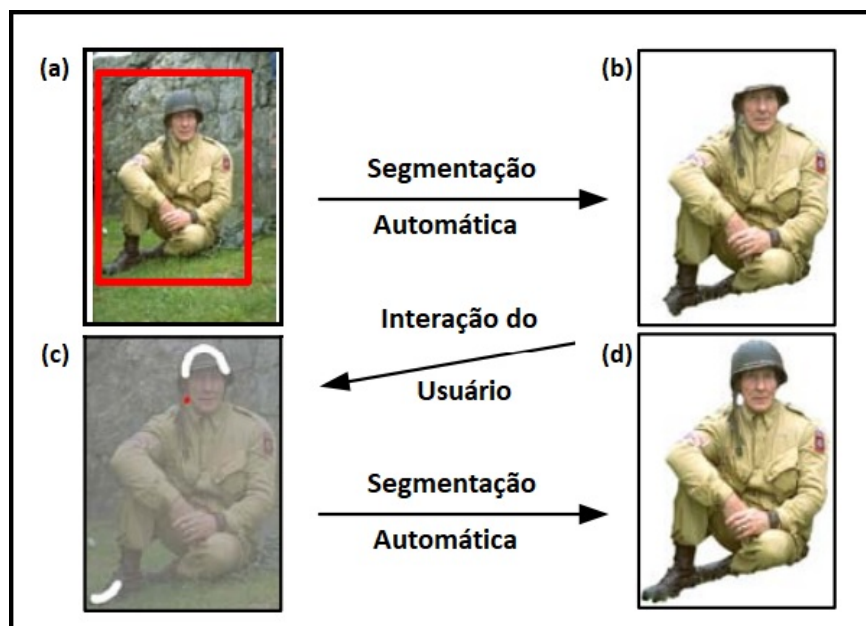 (a)
(b)
Segmentação
Automática
Interação do
Usuário
(c)
(d)
Segmentação
Automática